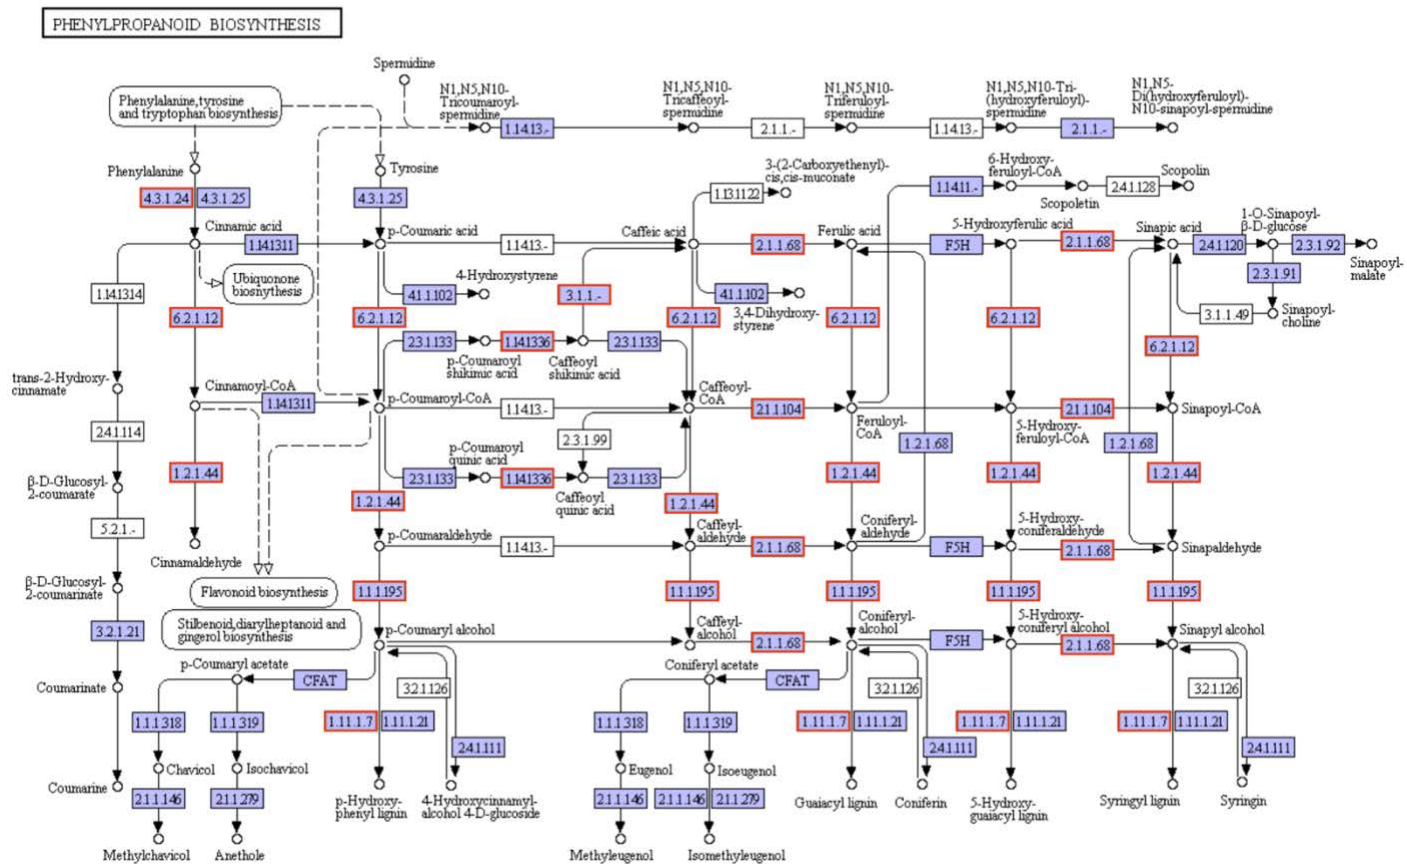 PHENYLPROPANOID BIOSYNTHESIS
Spermidine
Phenylalanine, tyrosine
and tryptophan biosynthesis
N1,N5,N10-
Tricoumaroyl-
spermidine
N1,N5,N10-
Tricaffeoyl-
spermidine
N1,N5,N10-
Triferuloyl-
spermidine
N1,N5,N10-Tri-
(hydroxyferuloyl)-
spermidine
N1,N5-
Di(hydroxyferuloyl)-
N10-sinapoyl-spermidine
1.14.13.-
2.1.1.-
1.14.13.-
2.1.1.-
Phenylalanine
Tyrosine
3-(2-Carboxyethenyl)-
cis,cis-muconate
6-Hydroxy-
feruloyl-CoA
Scopolin
4.3.1.24
4.3.1.25
4.3.1.25
1.13.11.22
1.14.11.-
Scopoletin
2.4.1.128
Cinnamic acid
p-Coumaric acid
Caffeic acid
Ferulic acid
5-Hydroxyferulic acid
Sinapic acid
1-O-Sinapoyl-
β-D-glucose
1.14.13.11
1.14.13.-
2.1.1.68
F5H
2.1.1.68
2.4.1.120
2.3.1.92
Sinapoyl-
malate
Ubiquonone
biosnythesis
4-Hydroxystyrene
2.3.1.91
1.14.13.14
4.1.1.102
3.1.1.-
4.1.1.102
3,4-Dihydroxy-
styrene
3.1.1.49
Sinapoyl-
choline
6.2.1.12
6.2.1.12
6.2.1.12
6.2.1.12
6.2.1.12
6.2.1.12
2.3.1.133
1.14.13.36
2.3.1.133
p-Coumaroyl
shikimic acid
Caffeoyl
shikimic acid
trans-2-Hydroxy-
cinnamate
Cinnamoyl-CoA
1.14.13.11
p-Coumaroyl-CoA
1.14.13.-
Caffeoyl-
CoA
2.1.1.104
Feruloyl-
CoA
5-Hydroxy-
feruloyl-CoA
2.1.1.104
Sinapoyl-CoA
2.4.1.114
p-Coumaroyl
quinic acid
2.3.1.99
1.2.1.68
1.2.1.68
1.2.1.44
2.3.1.133
1.14.13.36
2.3.1.133
1.2.1.44
1.2.1.44
1.2.1.44
β-D-Glucosyl-
2-coumarate
Caffeoyl
quinic acid
1.2.1.44
1.2.1.44
5.2.1.-
Cinnamaldehyde
p-Coumaraldehyde
1.14.13.-
Caffeyl-
aldehyde
2.1.1.68
Coniferyl-
aldehyde
F5H
5-Hydroxy-
coniferaldehyde
2.1.1.68
Sinapaldehyde
β-D-Glucosyl-
2-coumarinate
Flavonoid biosynthesis
1.1.1.195
1.1.1.195
1.1.1.195
1.1.1.195
1.1.1.195
3.2.1.21
Stilbenoid, diarylheptanoid and
gingerol biosynthesis
p-Coumaryl alcohol
Caffeyl-
alcohol
2.1.1.68
Coniferyl-
alcohol
F5H
5-Hydroxy-
coniferyl alcohol
2.1.1.68
Sinapyl alcohol
p-Coumaryl acetate
CFAT
Coniferyl acetate
CFAT
Coumarinate
3.2.1.126
3.2.1.126
3.2.1.126
1.1.1.318
1.1.1.319
1.11.1.7
1.11.1.21
1.1.1.318
1.1.1.319
1.11.1.7
1.11.1.21
1.11.1.7
1.11.1.21
1.11.1.7
1.11.1.21
2.4.1.111
2.4.1.111
2.4.1.111
Coumarine
Chavicol
Isochavicol
Eugenol
Isoeugenol
2.1.1.146
2.1.1.279
p-Hydroxy-
phenyl lignin
4-Hydroxycinnamyl-
alcohol 4-D-glucoside
2.1.1.146
2.1.1.146
2.1.1.279
Guaiacyl lignin
Coniferin
5-Hydroxy-
guaiacyl lignin
Syringyl lignin
Syringin
Methylchavicol
Anethole
Methyleugenol
Isomethyleugenol